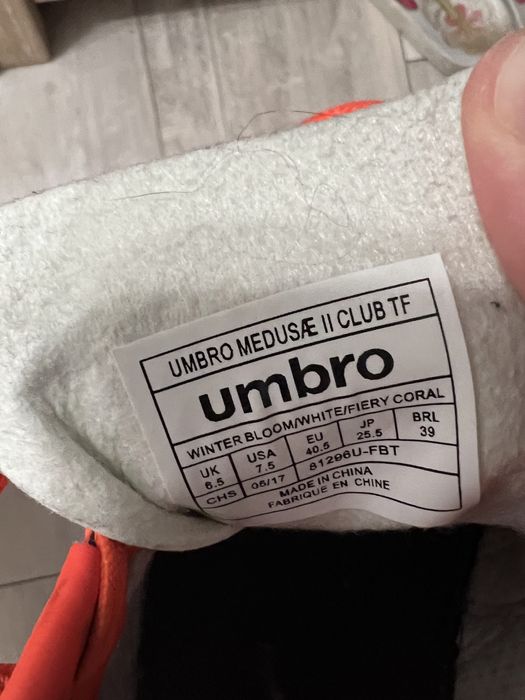 UMBRO MEDUSÆ II CLUB TF
umbro
WINTER BLOOM/WHITE/FIERY CORAL
UK USA EU JP BRL
6.5 7.5 40.5 25.5 39
CHS 06/17 81296U-FBT
MADE IN CHINA
FABRIQUE EN CHINE